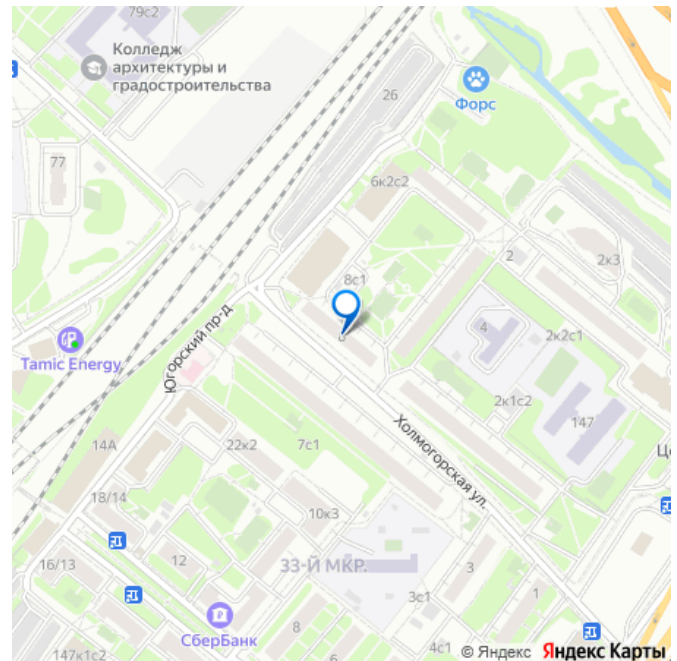 79с2
Колледж
архитектуры и
градостроительства
26
Форс
77
6к2с2
2
2к3
8с1
4
2к2с1
Югорский пр-д
Tamic Energy
2к1с2
147
Холмогорская ул.
14А
22к2
7с1
Це
18/14
10к3
12
33-Й МКР.
16/13
3
3с1
1
СберБанк
8
6
147к1с2
4с1
© Яндекс Яндекс Карты